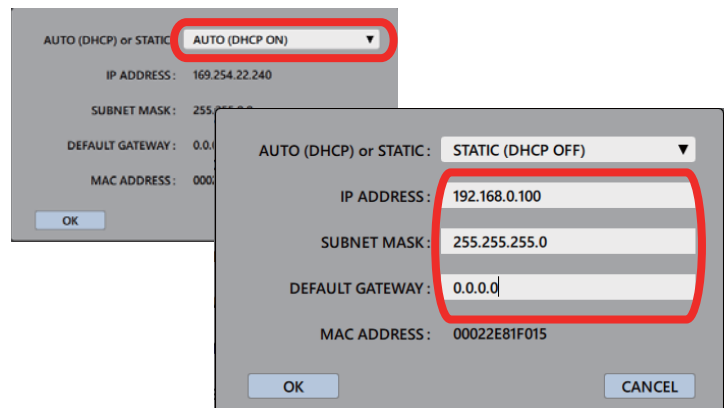 AUTO (DHCP) or STATIC AUTO (DHCP ON) ▼
IP ADDRESS : 169.254.22.240
SUBNET MASK :
DEFAULT GATEWAY :
MAC ADDRESS :
OK
AUTO (DHCP) or STATIC : STATIC (DHCP OFF) ▼
IP ADDRESS : 192.168.0.100
SUBNET MASK : 255.255.255.0
DEFAULT GATEWAY : 0.0.0.0
MAC ADDRESS : 00022E81F015
OK CANCEL